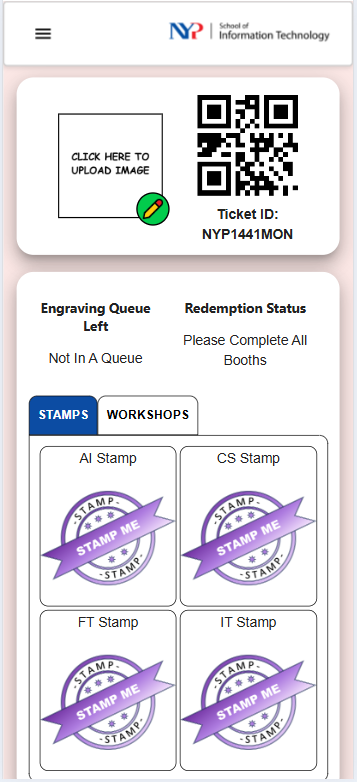 NYP
School of
Information Technology
CLICK HERE TO
UPLOAD IMAGE
Ticket ID:
NYP1441MON
Engraving Queue
Left
Not In A Queue
Redemption Status
Please Complete All
Booths
STAMPS
WORKSHOPS
AI Stamp
-STAMP-
STAMP ME
-STAMP-
CS Stamp
-STAMP-
STAMP ME
-STAMP-
FT Stamp
-STAMP-
STAMP ME
-STAMP-
IT Stamp
-STAMP-
STAMP ME
-STAMP-